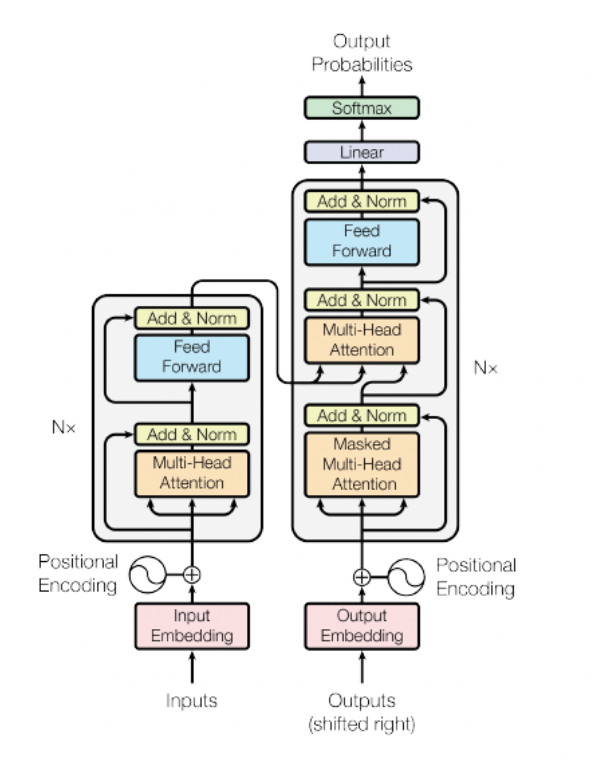 Output
Probabilities
Softmax
Linear
Add & Norm
Feed
Forward
Add & Norm
Multi-Head
Attention
Add & Norm
Masked
Multi-Head
Attention
N×
Positional
Encoding
Output
Embedding
Outputs
(shifted right)
Add & Norm
Feed
Forward
Add & Norm
Multi-Head
Attention
N×
Positional
Encoding
Input
Embedding
Inputs